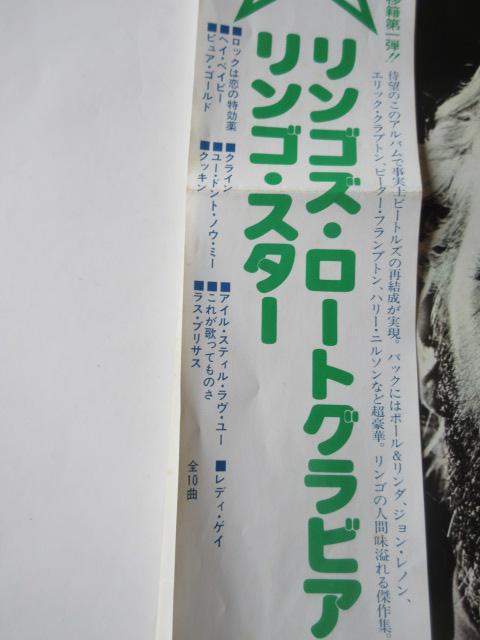 移籍第一弾!!
待望のこのアルバムで事実上ビートルズの再結成が実現。バックにはポール&リンダ、ジョン・レノン、
エリック・クラプトン、ピーター・フランプトン、ハリー・ニルソンなど超豪華。リンゴの人間味溢れる傑作集。
リンゴズ・ロートグラビア
リンゴ・スター
■ロックは恋の特効薬
■ヘイ・ベイビー
■ピュア・ゴールド
■クライン
■ユー・ドント・ノウ・ミー
■クッキン
■アイル・スティル・ラヴ・ユー
■これが歌ってものさ
■ラス・ブリサス
■レディ・ゲイ
全10曲